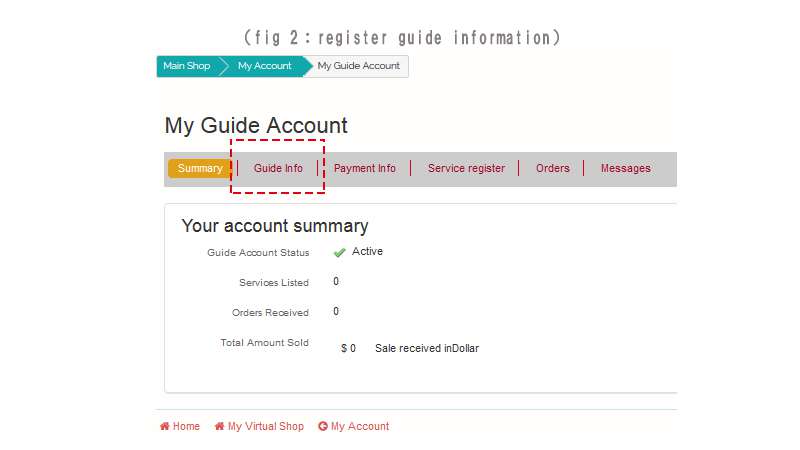 (fig 2：register guide information)
Main Shop My Account My Guide Account
My Guide Account
Summary Guide Info Payment Info Service register Orders Messages
Your account summary
Guide Account Status Active
Services Listed 0
Orders Received 0
Total Amount Sold $ 0 Sale received inDollar
Home My Virtual Shop My Account